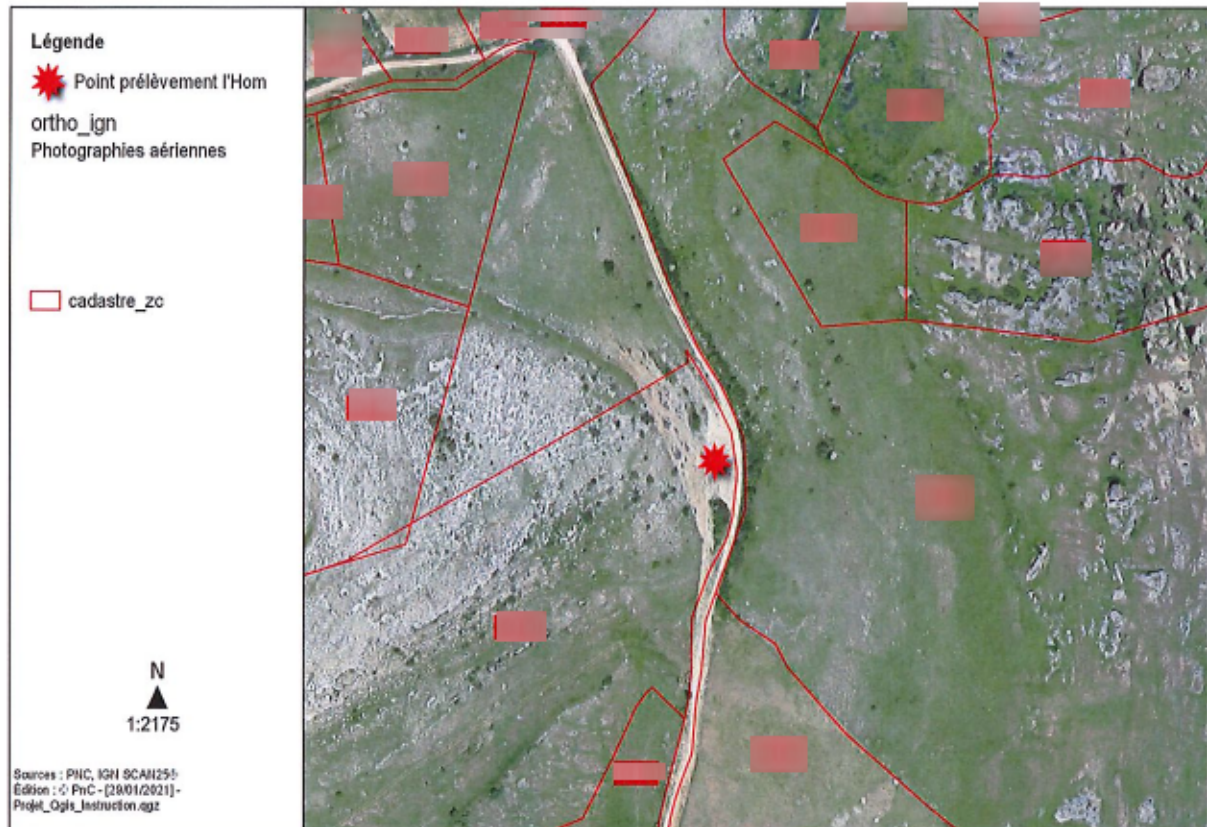 Légende
Point prélèvement l'Hom
ortho_ign
Photographies aériennes
cadastre_zc
N
1:2175
Sources : PNC, IGN SCAN25®
Édition : © PnC - [29/01/2021] -
Projet_Qgis_Instruction.qgz